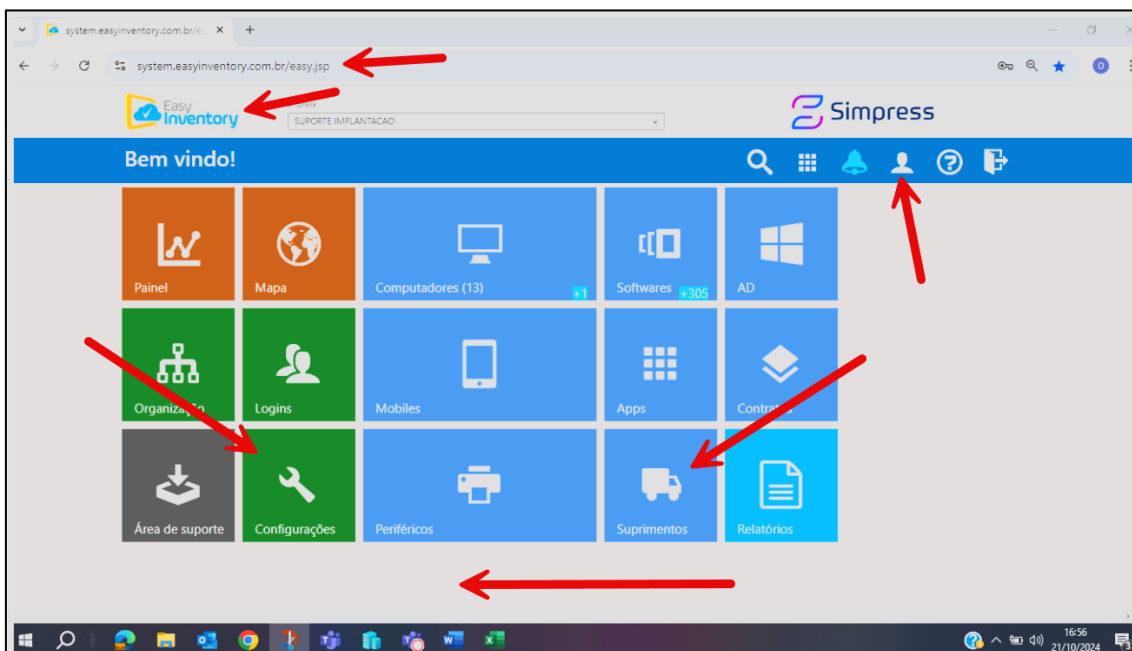 system.easyinventory.com.br/e
system.easyinventory.com.br/easy.jsp
Easy
Inventory
SUPORTE IMPLANTACAO
Simpress
Bem vindo!
Painel
Mapa
Computadores (13)
+1
Softwares
+305
AD
Organização
Logins
Mobiles
Apps
Contratos
Área de suporte
Configurações
Periféricos
Suprimentos
Relatórios
16:56
21/10/2024